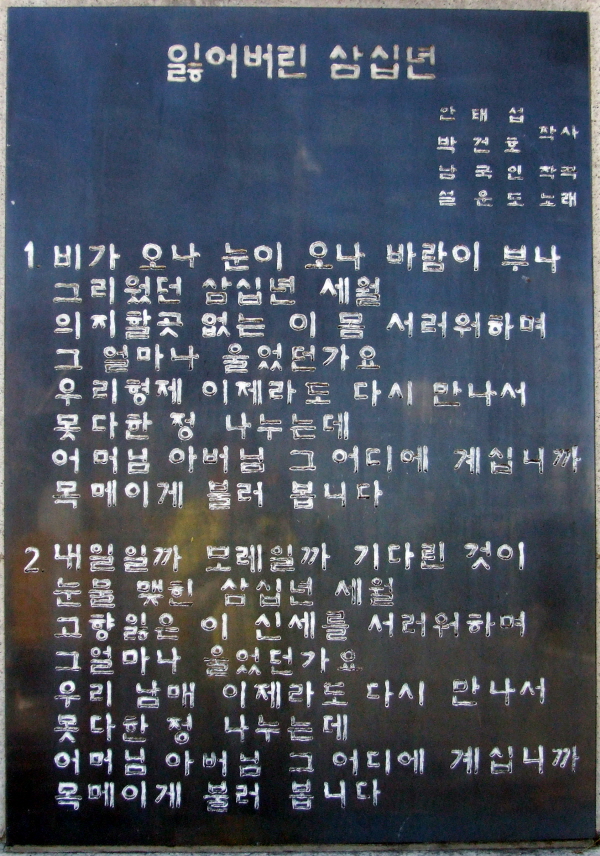 잃어버린 삼십년
안태섭
박건호 작사
남국인 작곡
설운도 노래
1 비가 오나 눈이 오나 바람이 부나
그리웠던 삼십년 세월
의지할곳 없는 이 몸 서러워하며
그 얼마나 울었던가요
우리형제 이제라도 다시 만나서
못다한 정 나누는데
어머님 아버님 그 어디에 계십니까
목메이게 불러 봅니다
2 내일일까 모레일까 기다린 것이
눈물 맺힌 삼십년 세월
고향잃은 이 신세를 서러워하며
그얼마나 울었던가요
우리 남매 이제라도 다시 만나서
못다한 정 나누는데
어머님 아버님 그 어디에 계십니까
목메이게 불러 봅니다